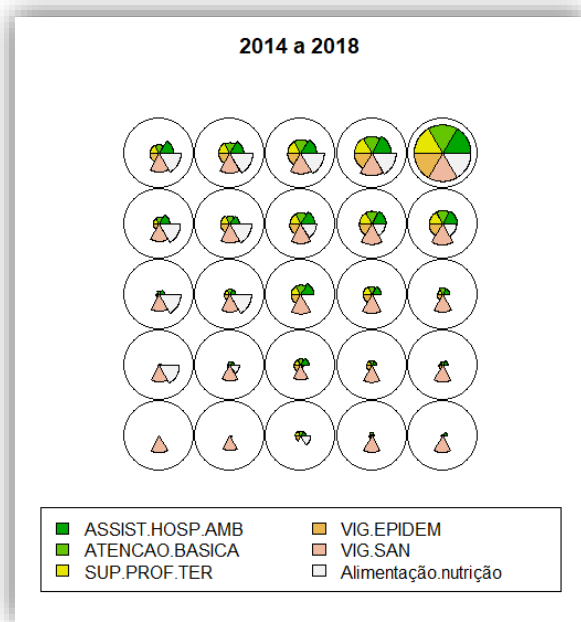 2014 a 2018
ASSIST.HOSP.AMB
ATENCAO.BASICA
SUP.PROF.TER
VIG.EPIDEM
VIG.SAN
Alimentação.nutrição